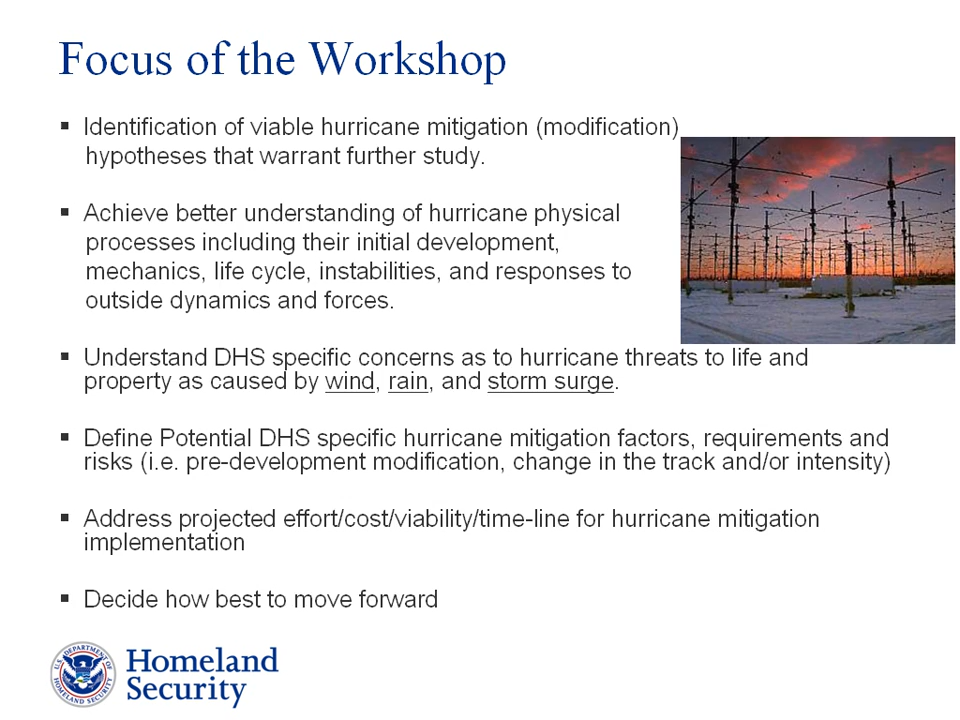 Focus of the Workshop
▪ Identification of viable hurricane mitigation (modification)
hypotheses that warrant further study.
▪ Achieve better understanding of hurricane physical
processes including their initial development,
mechanics, life cycle, instabilities, and responses to
outside dynamics and forces.
▪ Understand DHS specific concerns as to hurricane threats to life and
property as caused by wind, rain, and storm surge.
▪ Define Potential DHS specific hurricane mitigation factors, requirements and
risks (i.e. pre-development modification, change in the track and/or intensity)
▪ Address projected effort/cost/viability/time-line for hurricane mitigation
implementation
▪ Decide how best to move forward
U.S. DEPARTMENT OF
HOMELAND SECURITY
Homeland
Security